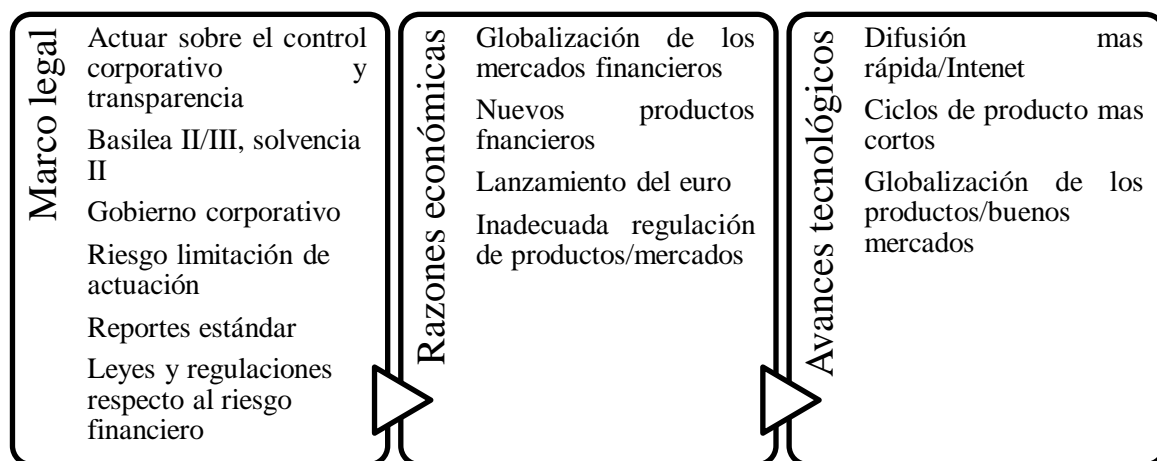 Marco legal
Actuar sobre el control
corporativo y
transparencia
Basilea II/III, solvencia
II
Gobierno corporativo
Riesgo limitación de
actuación
Reportes estándar
Leyes y regulaciones
respecto al riesgo
financiero
Razones económicas
Globalización de los
mercados financieros
Nuevos productos
fnancieros
Lanzamiento del euro
Inadecuada regulación
de productos/mercados
Avances tecnológicos
Difusión mas
rápida/Intenet
Ciclos de producto mas
cortos
Globalización de los
productos/buenos
mercados